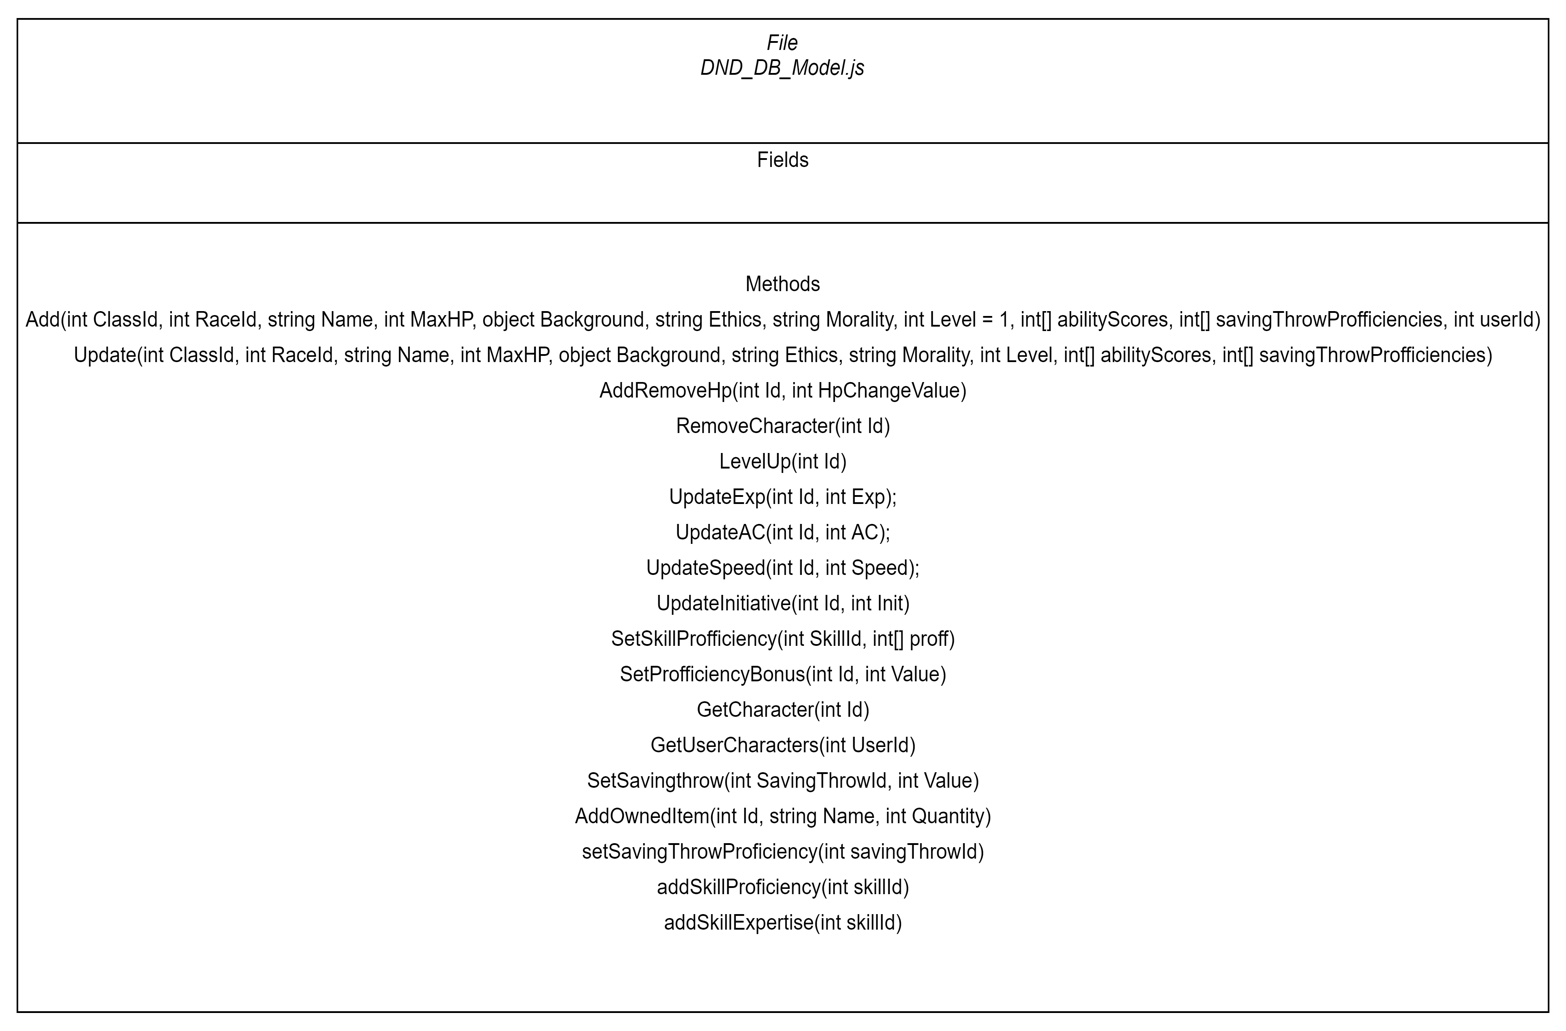 File
DND_DB_Model.js
Fields
Methods
Add(int ClassId, int RaceId, string Name, int MaxHP, object Background, string Ethics, string Morality, int Level = 1, int[] abilityScores, int[] savingThrowProfficiencies, int userId)
Update(int ClassId, int RaceId, string Name, int MaxHP, object Background, string Ethics, string Morality, int Level, int[] abilityScores, int[] savingThrowProfficiencies)
AddRemoveHp(int Id, int HpChangeValue)
RemoveCharacter(int Id)
LevelUp(int Id)
UpdateExp(int Id, int Exp);
UpdateAC(int Id, int AC);
UpdateSpeed(int Id, int Speed);
UpdateInitiative(int Id, int Init)
SetSkillProfficiency(int SkillId, int[] proff)
SetProfficiencyBonus(int Id, int Value)
GetCharacter(int Id)
GetUserCharacters(int UserId)
SetSavingthrow(int SavingThrowId, int Value)
AddOwnedItem(int Id, string Name, int Quantity)
setSavingThrowProficiency(int savingThrowId)
addSkillProficiency(int skillId)
addSkillExpertise(int skillId)